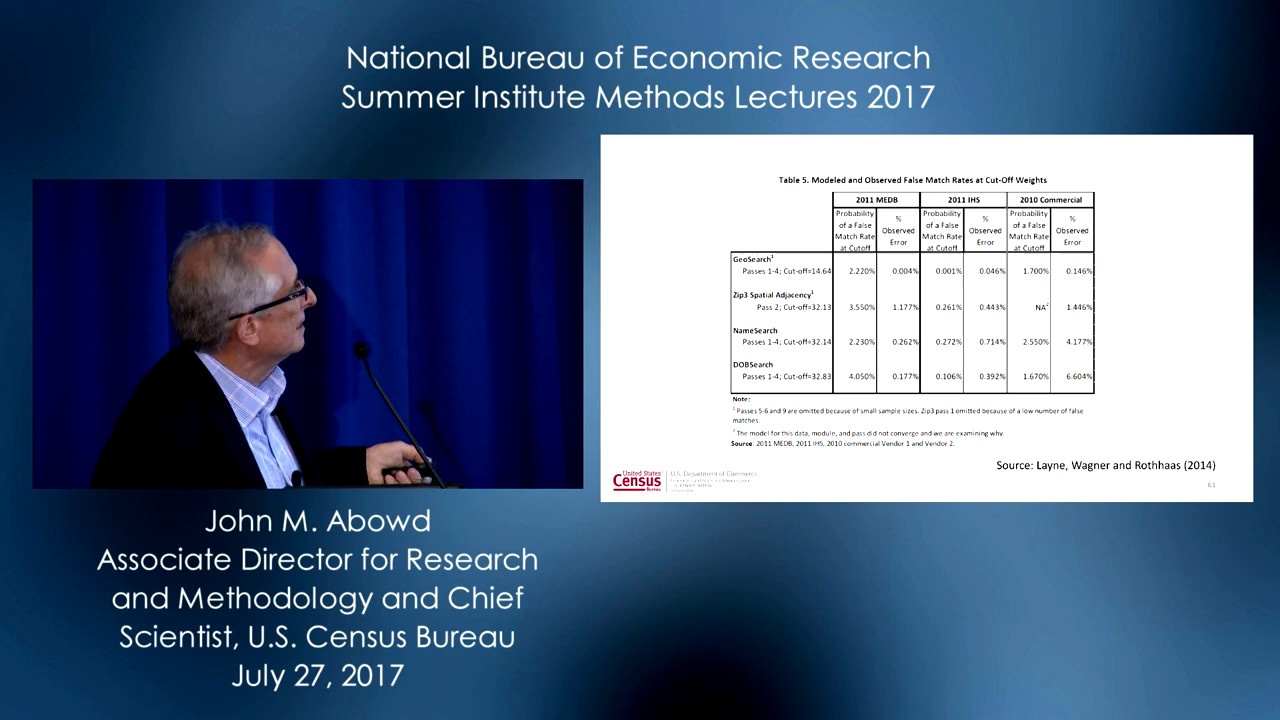 National Bureau of Economic Research
Summer Institute Methods Lectures 2017
Table 5. Modeled and Observed False Match Rates at Cut-Off Weights
2011 MEDB 2011 IHS 2010 Commercial
Probability of a False Match Rate at Cutoff % Observed Error Probability of a False Match Rate at Cutoff % Observed Error Probability of a False Match Rate at Cutoff % Observed Error
GeoSearch1
Passes 1-4; Cut-off=14.64 2.220% 0.004% 0.001% 0.046% 1.700% 0.146%
Zip3 Spatial Adjacency1
Pass 2; Cut-off=32.13 3.550% 1.177% 0.261% 0.443% NA2 1.446%
NameSearch
Passes 1-4; Cut-off=32.14 2.230% 0.262% 0.272% 0.714% 2.550% 4.177%
DOBSearch
Passes 1-4; Cut-off=32.83 4.050% 0.177% 0.106% 0.392% 1.670% 6.604%
Note:
1 Passes 5-6 and 9 are omitted because of small sample sizes. Zip3 pass 1 omitted because of a low number of false
matches.
2 The model for this data, module, and pass did not converge and we are examining why.
Source: 2011 MEDB, 2011 IHS, 2010 commercial Vendor 1 and Vendor 2.
Source: Layne, Wagner and Rothhaas (2014)
United States
Census
Bureau
U.S. Department of Commerce
61
John M. Abowd
Associate Director for Research
and Methodology and Chief
Scientist, U.S. Census Bureau
July 27, 2017